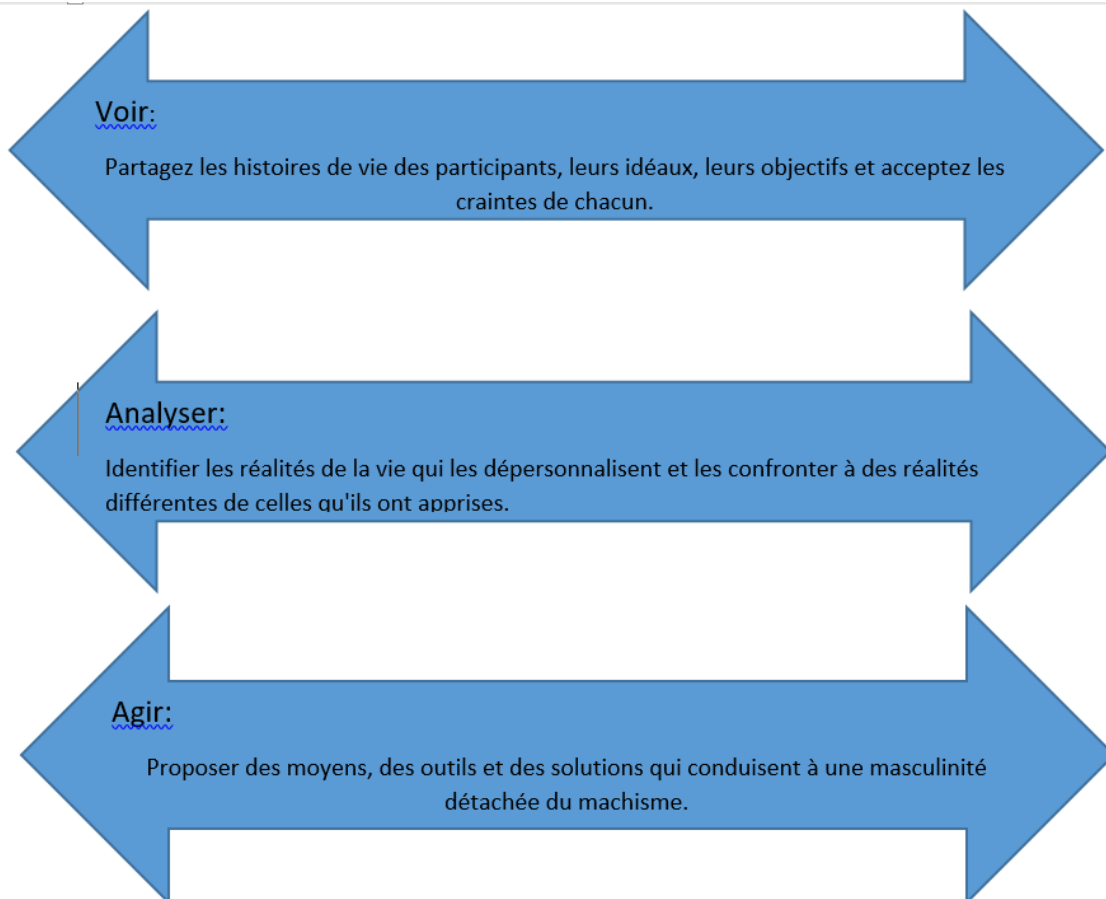 Voir:
Partagez les histoires de vie des participants, leurs idéaux, leurs objectifs et acceptez les
craintes de chacun.
Analyser:
Identifier les réalités de la vie qui les dépersonnalisent et les confronter à des réalités
différentes de celles qu'ils ont apprises.
Agir:
Proposer des moyens, des outils et des solutions qui conduisent à une masculinité
détachée du machisme.